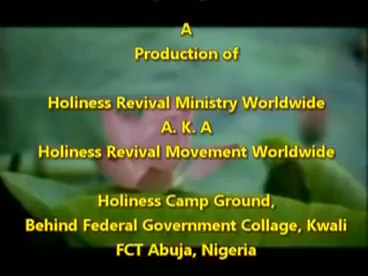 A
Production of
Holiness Revival Ministry Worldwide
A. K. A
Holiness Revival Movement Worldwide
Holiness Camp Ground,
Behind Federal Government Collage, Kwali
FCT Abuja, Nigeria